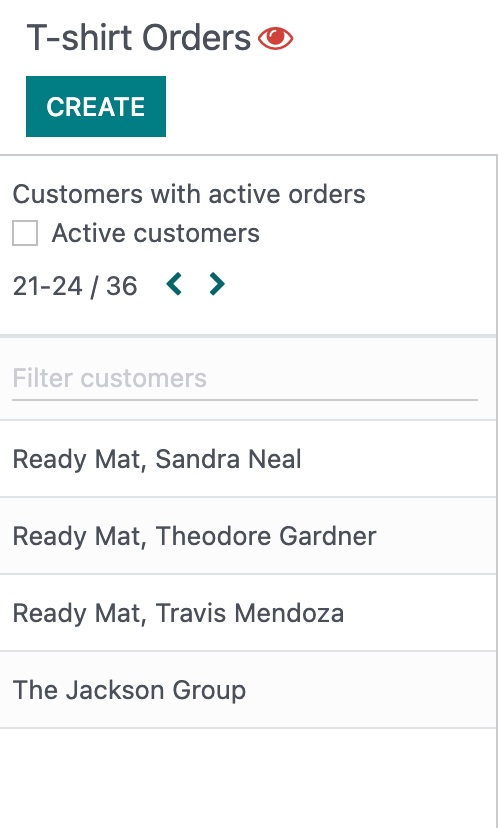 T-shirt Orders
CREATE
Customers with active orders
Active customers
21-24 / 36
Filter customers
Ready Mat, Sandra Neal
Ready Mat, Theodore Gardner
Ready Mat, Travis Mendoza
The Jackson Group